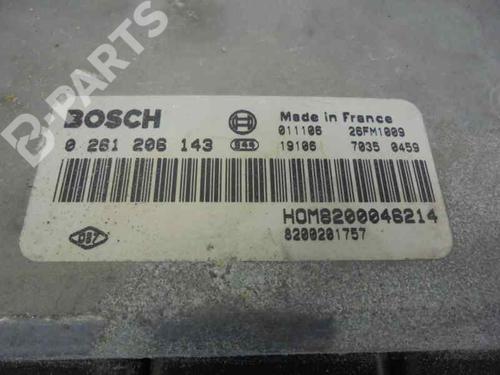 B-PARTS
BOSCH
0 261 206 143
Made in France
011106 26FM1009
19106 7035 0459
HOM8200046214
8200201757